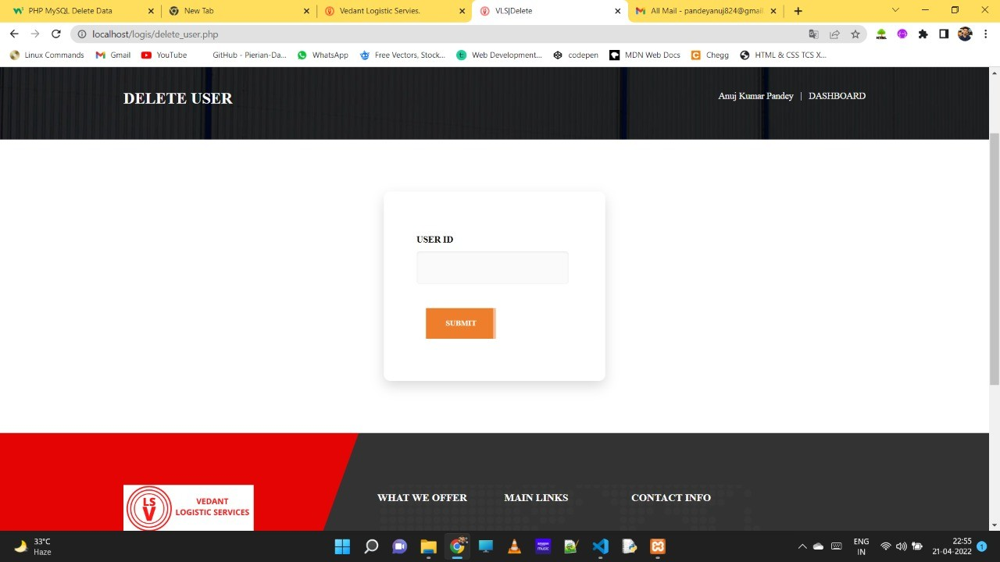 PHP MySQL Delete Data
New Tab
Vedant Logistic Servies.
VLS|Delete
All Mail - pandeyanuj824@gmail
localhost/logis/delete_user.php
Linux Commands
Gmail
YouTube
GitHub - Pierian-Da...
WhatsApp
Free Vectors, Stock...
Web Development...
codepen
MDN Web Docs
Chegg
HTML & CSS TCS X...
DELETE USER
Anuj Kumar Pandey | DASHBOARD
USER ID
SUBMIT
LS
V
VEDANT
LOGISTIC SERVICES
WHAT WE OFFER
MAIN LINKS
CONTACT INFO
33°C
Haze
ENG
IN
22:55
21-04-2022
1